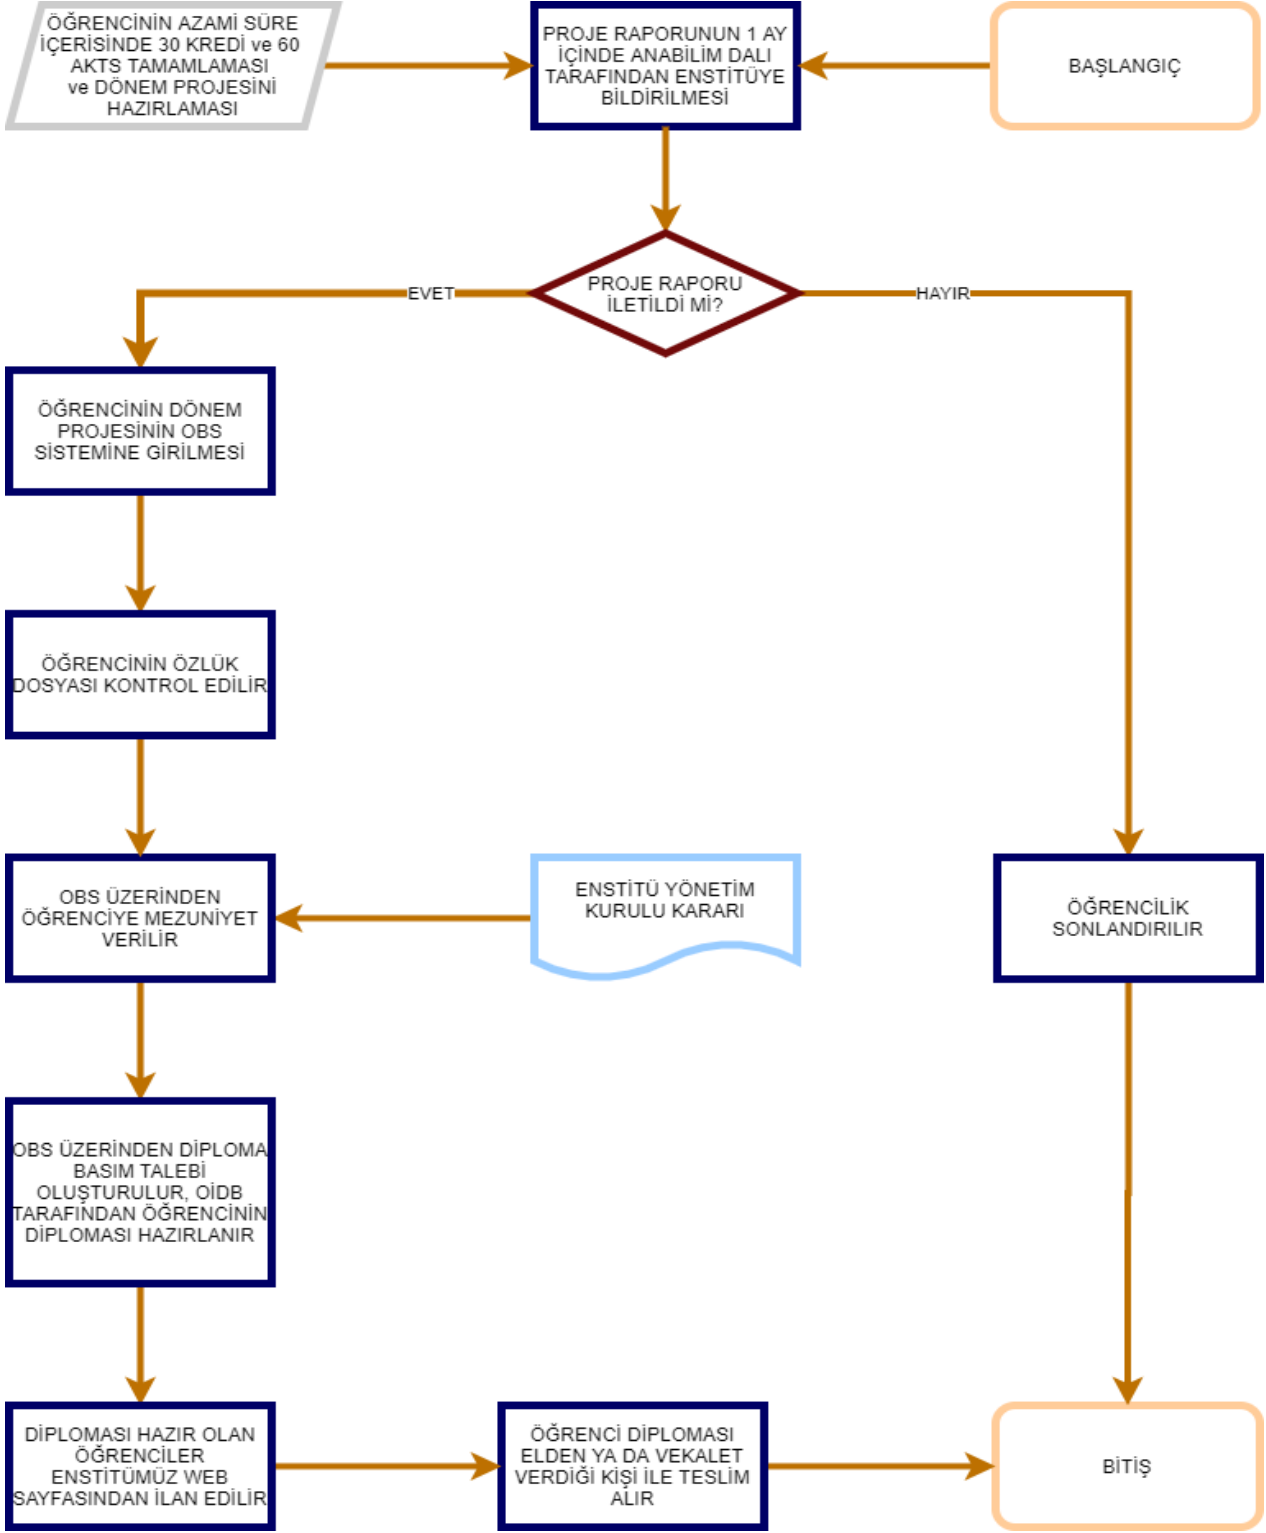 ÖĞRENCİNİN AZAMİ SÜRE
İÇERİSİNDE 30 KREDİ ve 60
AKTS TAMAMLAMASI
ve DÖNEM PROJESİNİ
HAZIRLAMASI
PROJE RAPORUNUN 1 AY
İÇİNDE ANABİLİM DALI
TARAFINDAN ENSTİTÜYE
BİLDİRİLMESİ
BAŞLANGIÇ
PROJE RAPORU
İLETİLDİ Mİ?
EVET
HAYIR
ÖĞRENCİNİN DÖNEM
PROJESİNİN OBS
SİSTEMİNE GİRİLMESİ
ÖĞRENCİNİN ÖZLÜK
DOSYASI KONTROL EDİLİR
OBS ÜZERİNDEN
ÖĞRENCİYE MEZUNİYET
VERİLİR
ENSTİTÜ YÖNETİM
KURULU KARARI
ÖĞRENCİLİK
SONLANDIRILIR
OBS ÜZERİNDEN DİPLOMA
BASIM TALEBİ
OLUŞTURULUR, OİDB
TARAFINDAN ÖĞRENCİNİN
DİPLOMASI HAZIRLANIR
DİPLOMASI HAZIR OLAN
ÖĞRENCİLER
ENSTİTÜMÜZ WEB
SAYFASINDAN İLAN EDİLİR
ÖĞRENCİ DİPLOMASI
ELDEN YA DA VEKALET
VERDİĞİ KİŞİ İLE TESLİM
ALIR
BİTİŞ